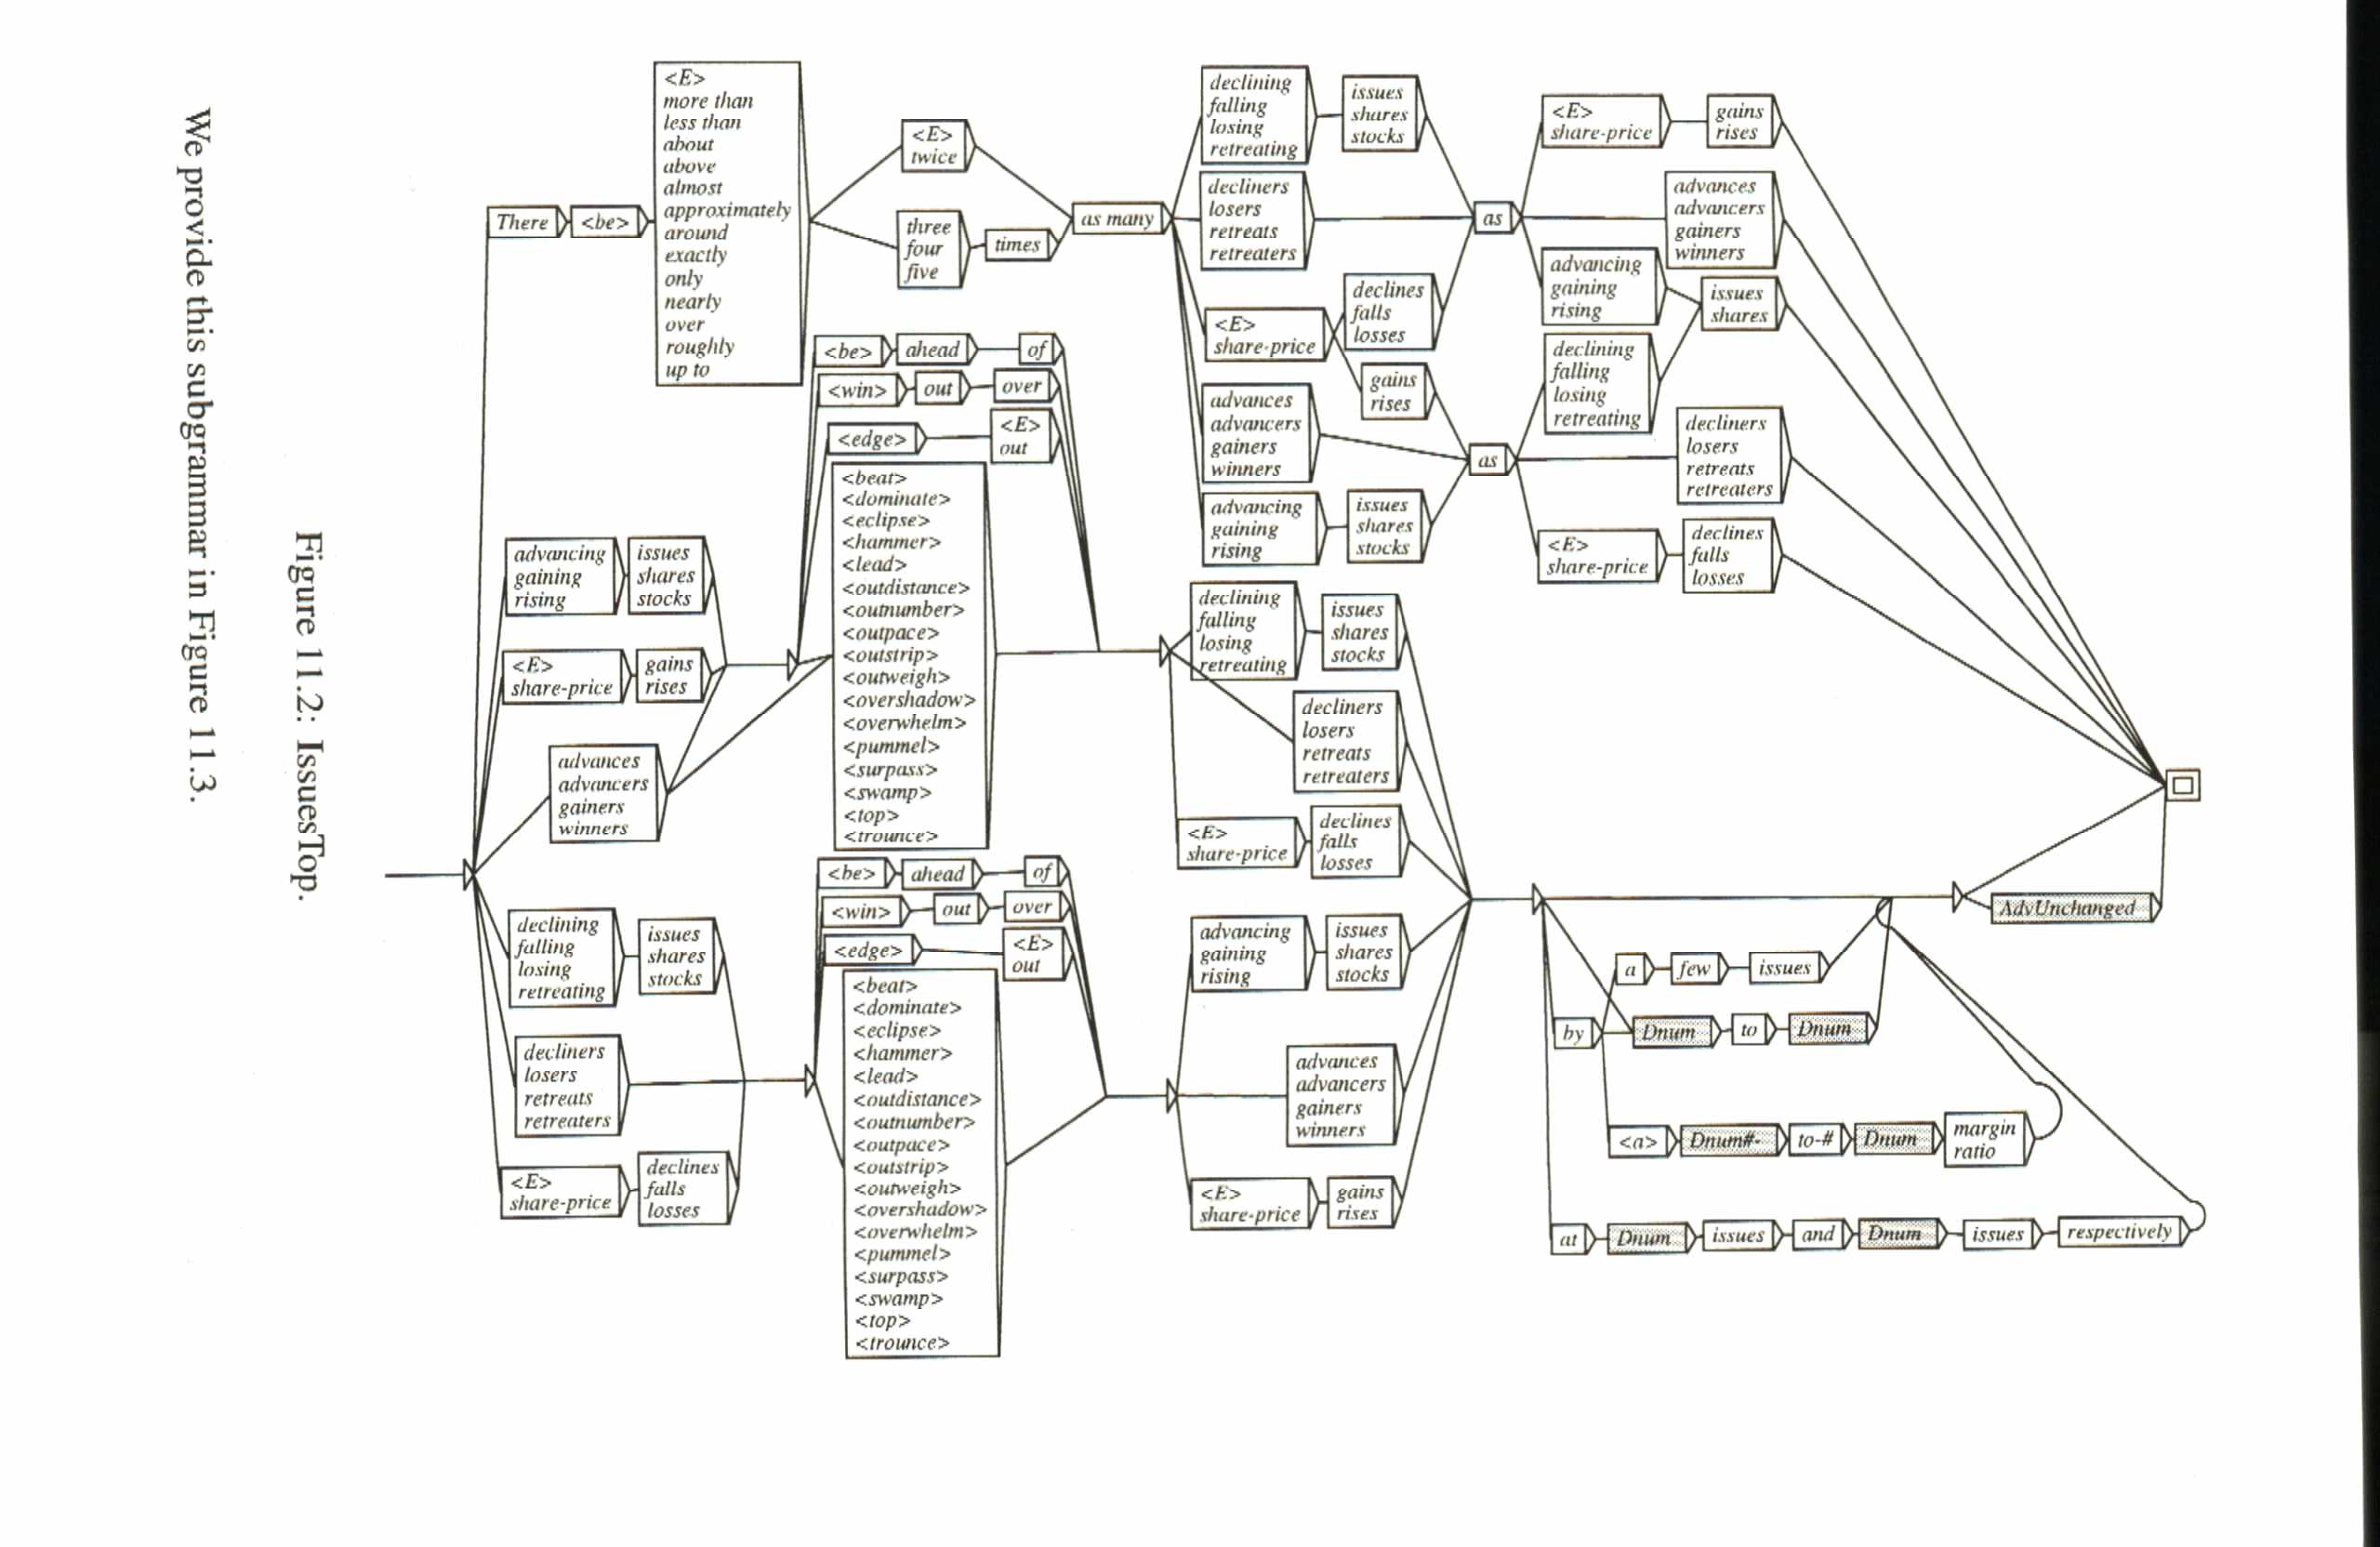 There
<be>
<E>
more than
less than
about
above
almost
approximately
around
exactly
only
nearly
over
roughly
up to
<E>
twice
three
four
five
times
as many
declining
falling
losing
retreating
issues
shares
stocks
decliners
losers
retreats
retreaters
<E>
share-price
declines
falls
losses
gains
rises
advances
advancers
gainers
winners
advancing
gaining
rising
issues
shares
stocks
as
as
<E>
share-price
gains
rises
advances
advancers
gainers
winners
advancing
gaining
rising
issues
shares
declining
falling
losing
retreating
decliners
losers
retreats
retreaters
<E>
share-price
declines
falls
losses
advancing
gaining
rising
issues
shares
stocks
<E>
share-price
gains
rises
advances
advancers
gainers
winners
<be>
ahead
of
<win>
out
over
<edge>
<E>
out
<beat>
<dominate>
<eclipse>
<hammer>
<lead>
<outdistance>
<outnumber>
<outpace>
<outstrip>
<outweigh>
<overshadow>
<overwhelm>
<pummel>
<surpass>
<swamp>
<top>
<trounce>
declining
falling
losing
retreating
issues
shares
stocks
decliners
losers
retreats
retreaters
<E>
share-price
declines
falls
losses
declining
falling
losing
retreating
issues
shares
stocks
decliners
losers
retreats
retreaters
<E>
share-price
declines
falls
losses
<be>
ahead
of
<win>
out
over
<edge>
<E>
out
<beat>
<dominate>
<eclipse>
<hammer>
<lead>
<outdistance>
<outnumber>
<outpace>
<outstrip>
<outweigh>
<overshadow>
<overwhelm>
<pummel>
<surpass>
<swamp>
<top>
<trounce>
advancing
gaining
rising
issues
shares
stocks
advances
advancers
gainers
winners
<E>
share-price
gains
rises
AdvUnchanged
a
few
issues
by
Dnum
to
Dnum
<a>
Dnum#-
to-#
Dnum
margin
ratio
at
Dnum
issues
and
Dnum
issues
respectively
Figure 11.2: IssuesTop.
We provide this subgrammar in Figure 11.3.